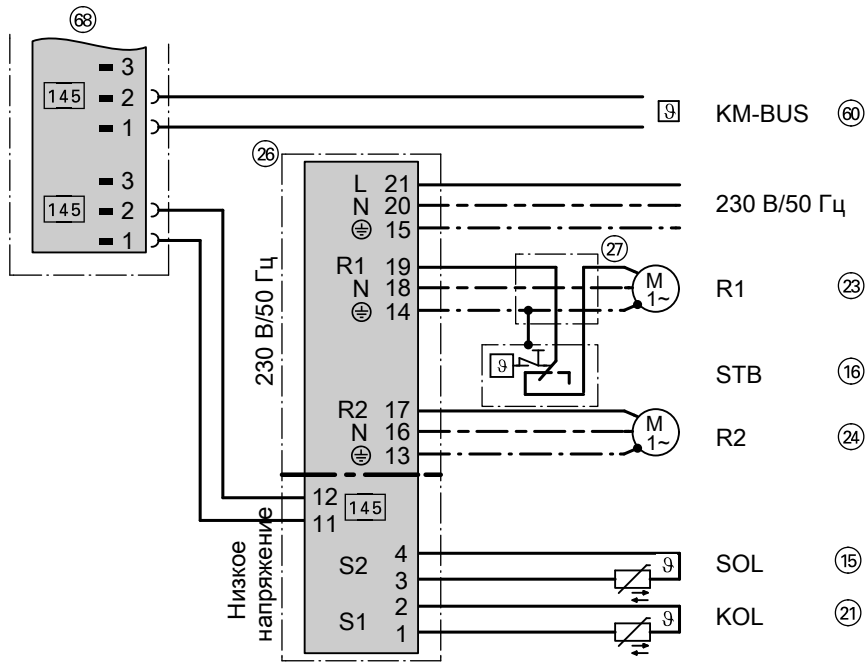 68
3
145 2
1
3
145 2
1
KM-BUS 60
26
230 В/50 Гц
Низкое напряжение
L 21
N 20
15
230 В/50 Гц
27
R1 19
N 18
14
M 1~
R1 23
ϑ
STB 16
R2 17
N 16
13
M 1~
R2 24
12
145
11
S2 4
3
ϑ
SOL 15
S1 2
1
ϑ
KOL 21
ϑ